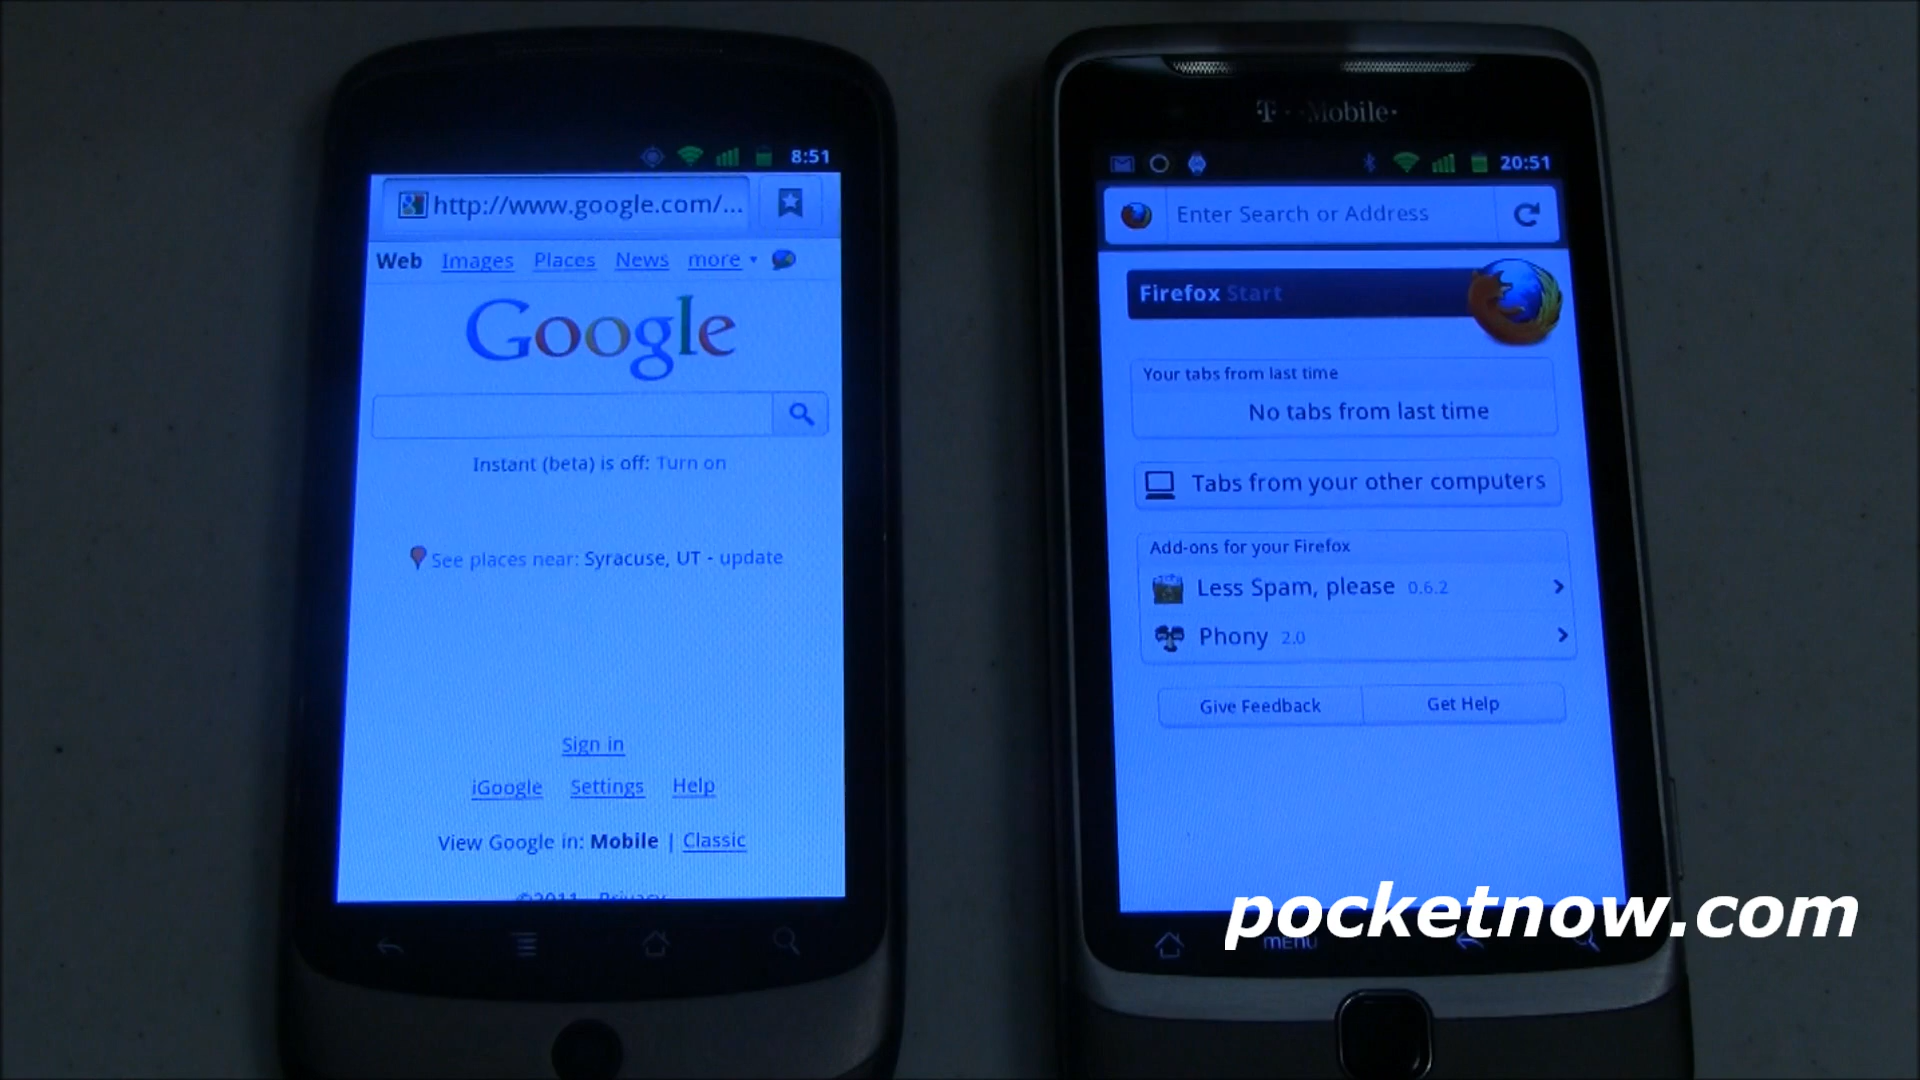 8:51
http://www.google.com/...
Web Images Places News more
Google
Instant (beta) is off: Turn on
See places near: Syracuse, UT - update
Sign in
iGoogle Settings Help
View Google in: Mobile | Classic
©2011 - Privacy
T··Mobile·
20:51
Enter Search or Address
Firefox Start
Your tabs from last time
No tabs from last time
Tabs from your other computers
Add-ons for your Firefox
Less Spam, please 0.6.2
Phony 2.0
Give Feedback Get Help
menu
pocketnow.com